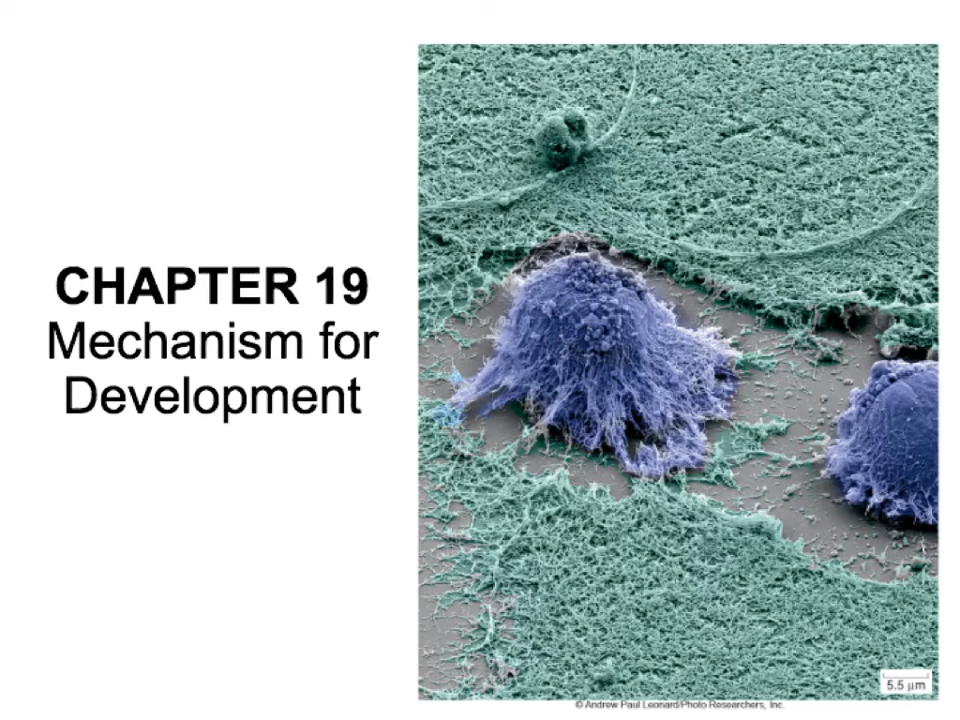 CHAPTER 19
Mechanism for
Development
5.5 μm
© Andrew Paul Leonard/Photo Researchers, Inc.